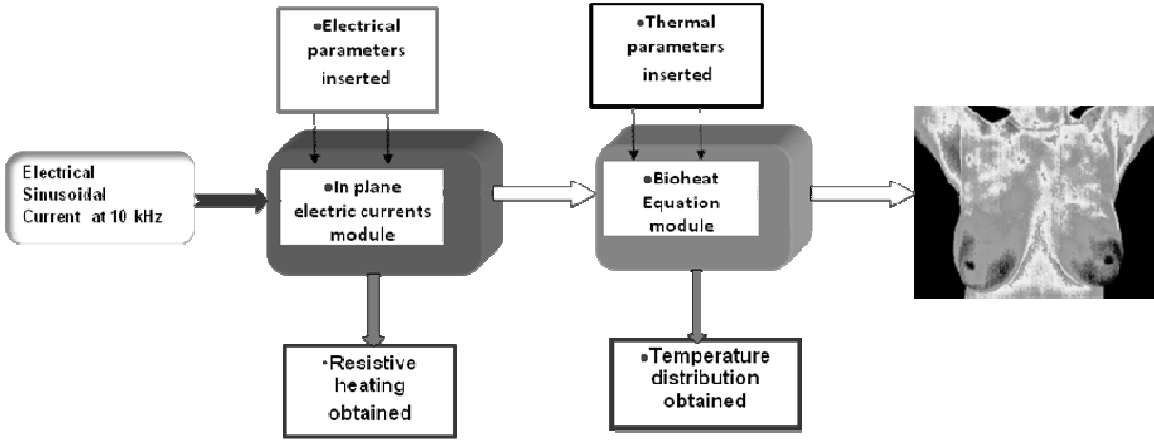 •Electrical
parameters
inserted
•Thermal
parameters
inserted
Electrical
Sinusoidal
Current at 10 kHz
•In plane
electric currents
module
•Bioheat
Equation
module
•Resistive
heating
obtained
•Temperature
distribution
obtained